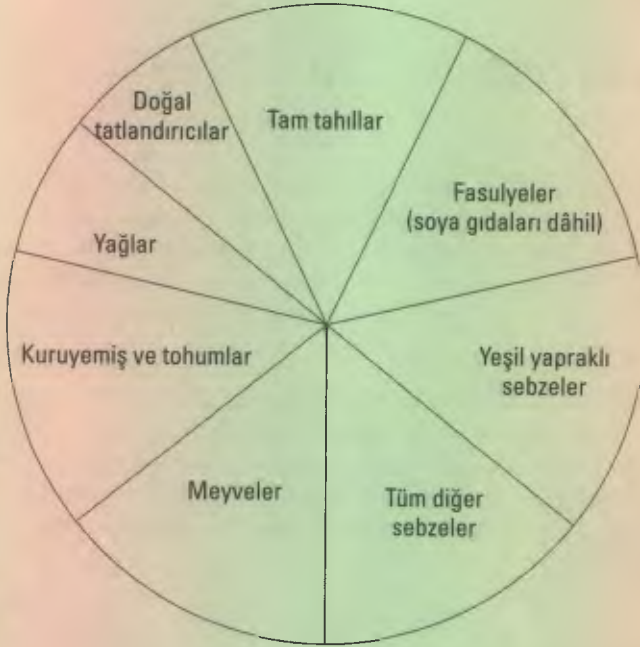 Doğal
tatlandırıcılar
Tam tahıllar
Fasulyeler
(soya gıdaları dâhil)
Yağlar
Kuruyemiş ve tohumlar
Yeşil yapraklı
sebzeler
Meyveler
Tüm diğer
sebzeler